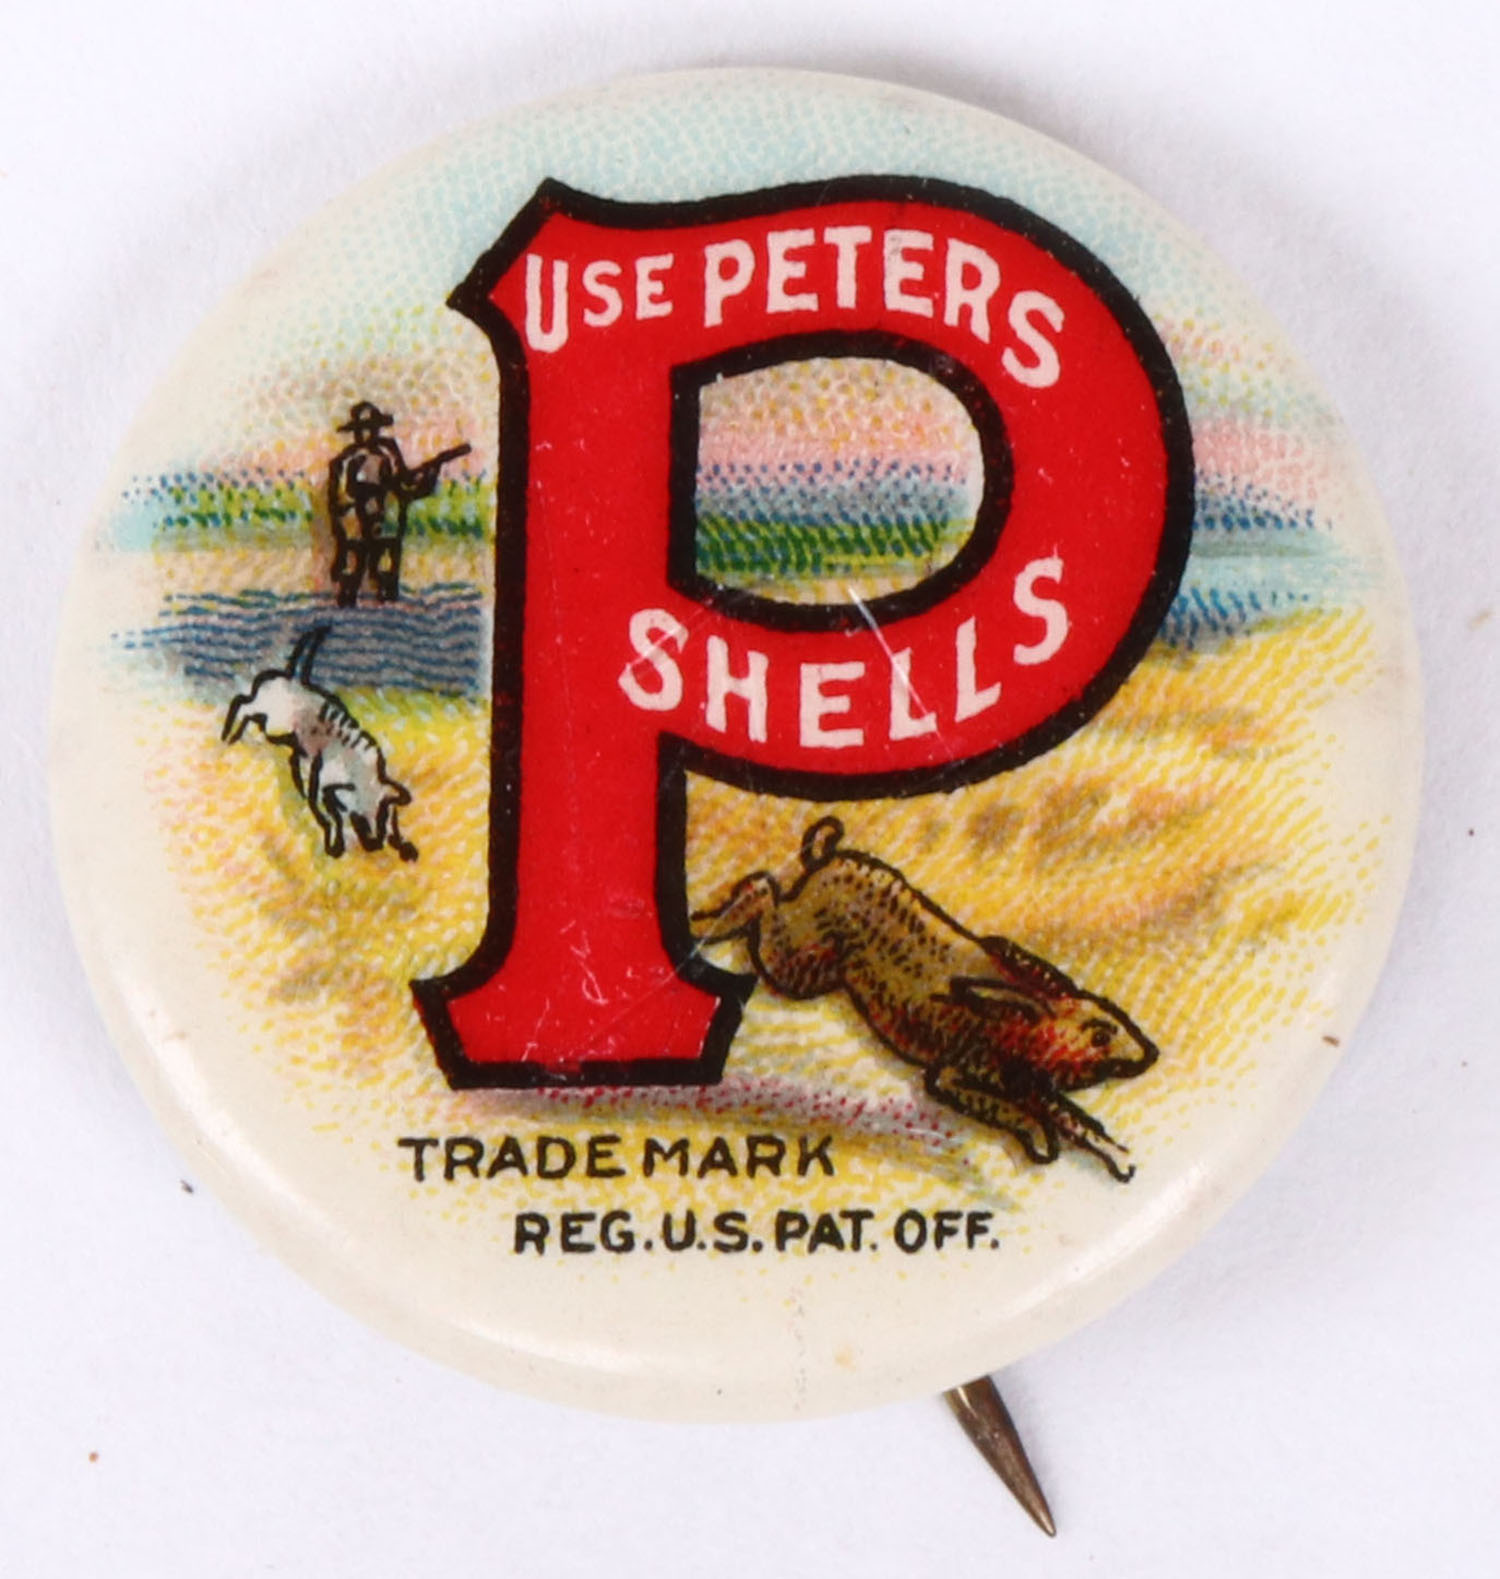 P
USE PETERS
SHELLS
TRADE MARK
REG. U.S. PAT. OFF.